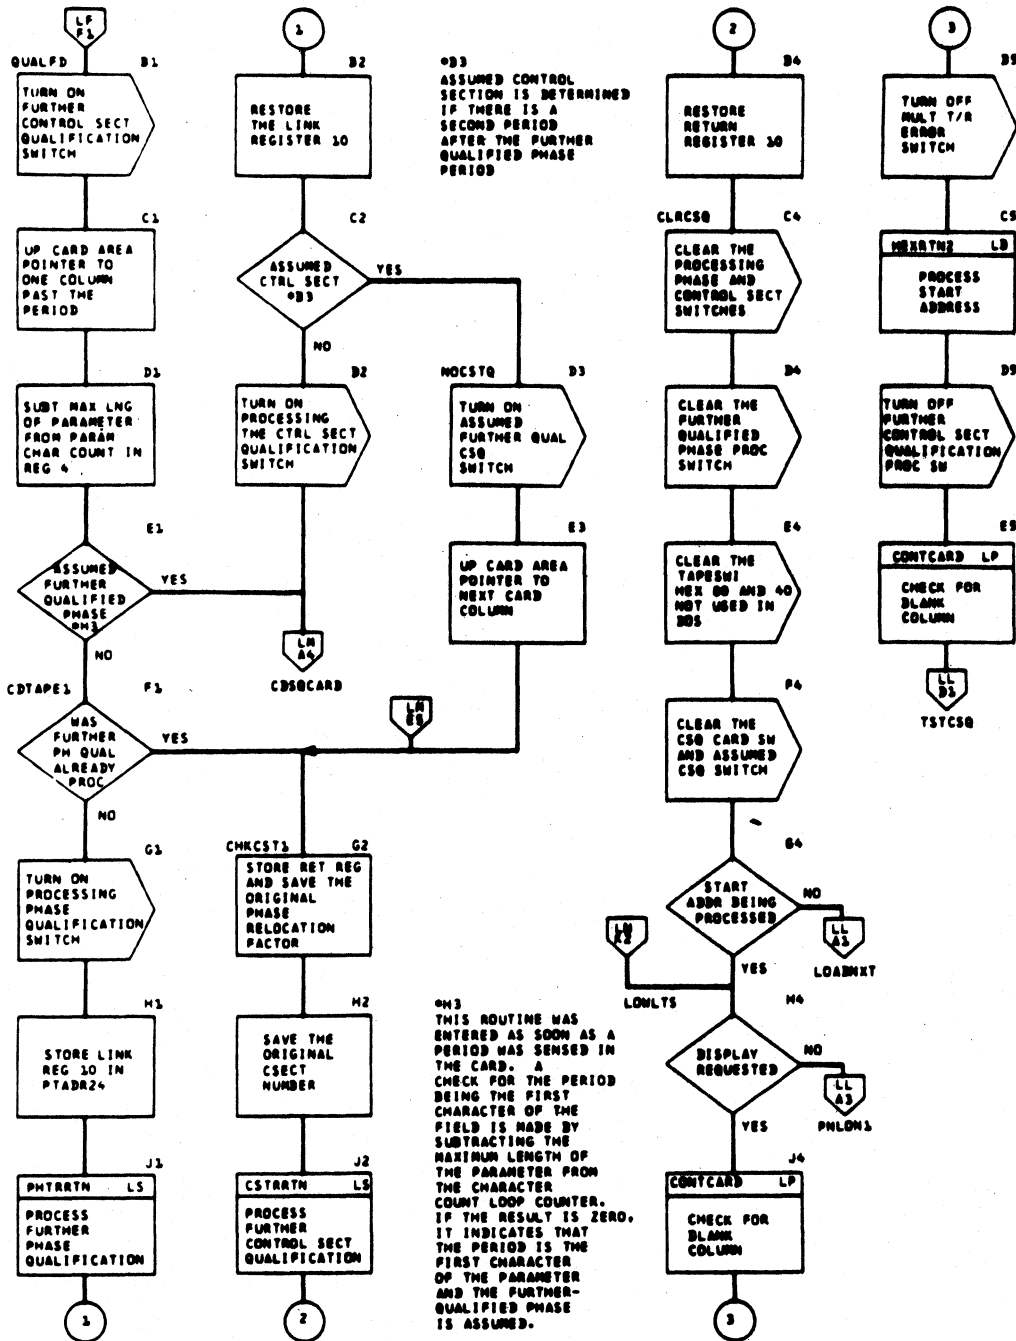 LF
F1
QUALFD B1
TURN ON
FURTHER
CONTROL SECT
QUALIFICATION
SWITCH
C1
UP CARD AREA
POINTER TO
ONE COLUMN
PAST THE
PERIOD
D1
SUBT MAX LNG
OF PARAMETER
FROM PARAM
CHAR COUNT IN
REG 4
E1
ASSUMED
FURTHER
QUALIFIED
PHASE
*H3
YES
NO
CDTAPE1 F1
WAS
FURTHER
PH QUAL
ALREADY
PROC
YES
NO
G1
TURN ON
PROCESSING
PHASE
QUALIFICATION
SWITCH
H1
STORE LINK
REG 10 IN
PTADR24
J1
PHTRRTN LS
PROCESS
FURTHER
PHASE
QUALIFICATION
1
1
B2
RESTORE
THE LINK
REGISTER 10
C2
ASSUMED
CTRL SECT
*B3
YES
NO
D2
TURN ON
PROCESSING
THE CTRL SECT
QUALIFICATION
SWITCH
LM
A4
CDSQCARD
CHKCST1 G2
STORE RET REG
AND SAVE THE
ORIGINAL
PHASE
RELOCATION
FACTOR
H2
SAVE THE
ORIGINAL
CSECT
NUMBER
J2
CSTRRTN LS
PROCESS
FURTHER
CONTROL SECT
QUALIFICATION
2
*B3
ASSUMED CONTROL
SECTION IS DETERMINED
IF THERE IS A
SECOND PERIOD
AFTER THE FURTHER
QUALIFIED PHASE
PERIOD
NOCSTQ D3
TURN ON
ASSUMED
FURTHER QUAL
CSQ
SWITCH
E3
UP CARD AREA
POINTER TO
NEXT CARD
COLUMN
LM
*H3
THIS ROUTINE WAS
ENTERED AS SOON AS A
PERIOD WAS SENSED IN
THE CARD. A
CHECK FOR THE PERIOD
BEING THE FIRST
CHARACTER OF THE
FIELD IS MADE BY
SUBTRACTING THE
MAXIMUM LENGTH OF
THE PARAMETER FROM
THE CHARACTER
COUNT LOOP COUNTER.
IF THE RESULT IS ZERO,
IT INDICATES THAT
THE PERIOD IS THE
FIRST CHARACTER
OF THE PARAMETER
AND THE FURTHER-
QUALIFIED PHASE
IS ASSUMED.
2
B4
RESTORE
RETURN
REGISTER 10
CLRCSQ C4
CLEAR THE
PROCESSING
PHASE AND
CONTROL SECT
SWITCHES
D4
CLEAR THE
FURTHER
QUALIFIED
PHASE PROC
SWITCH
E4
CLEAR THE
TAPESWI
HEX 80 AND 40
NOT USED IN
DOS
F4
CLEAR THE
CSQ CARD SW
AND ASSUMED
CSQ SWITCH
G4
START
ADDR BEING
PROCESSED
NO
LL
A1
LOADNXT
YES
LOWLTS
H4
DISPLAY
REQUESTED
NO
LL
A3
PHLON1
YES
J4
CONTCARD LP
CHECK FOR
BLANK
COLUMN
3
3
B5
TURN OFF
MULT T/R
ERROR
SWITCH
C5
HEXRTN2 LD
PROCESS
START
ADDRESS
D5
TURN OFF
FURTHER
CONTROL SECT
QUALIFICATION
PROC SW
E5
CONTCARD LP
CHECK FOR
BLANK
COLUMN
LL
D1
TSTCSQ